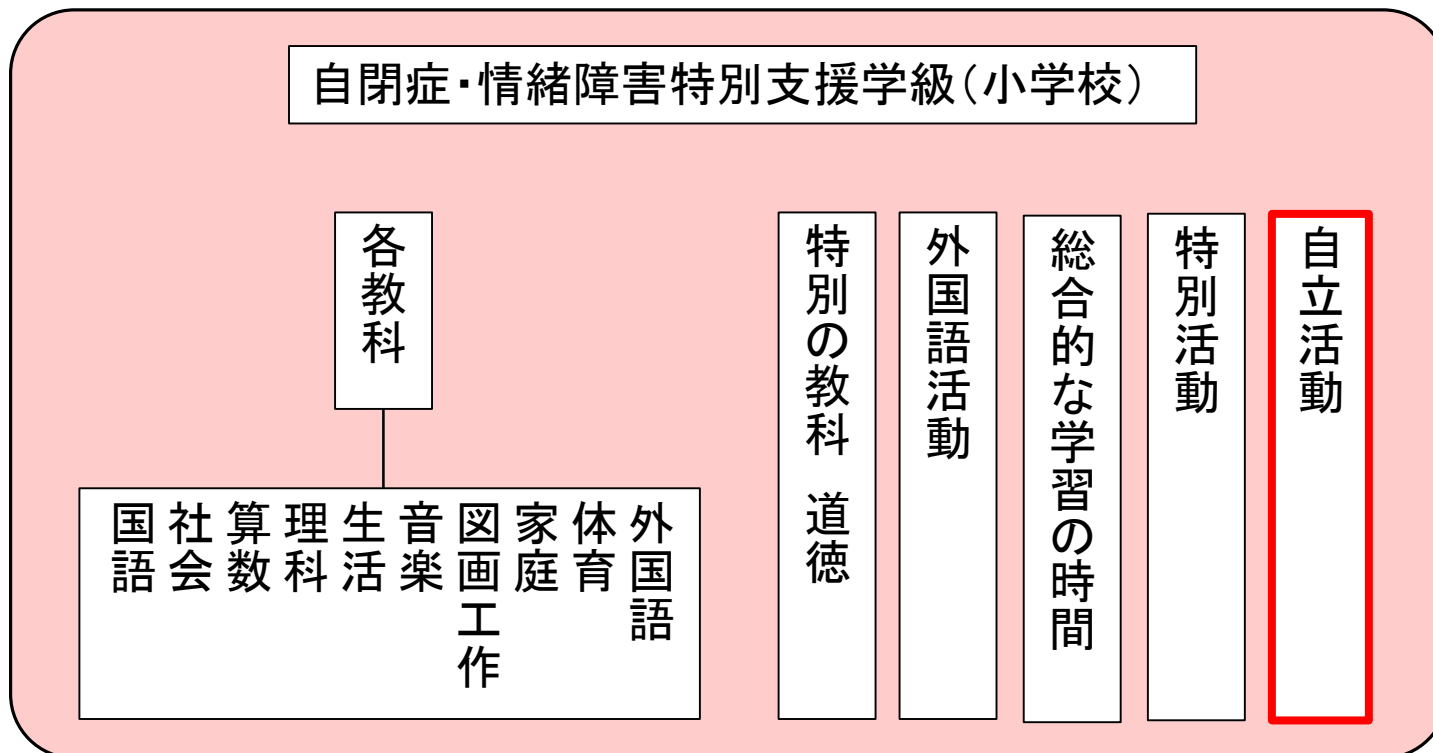 自閉症・情緒障害特別支援学級（小学校）
各教科
国語
社会
算数
理科
生活
音楽
図画工作
家庭
体育
外国語
特別の教科 道徳
外国語活動
総合的な学習の時間
特別活動
自立活動